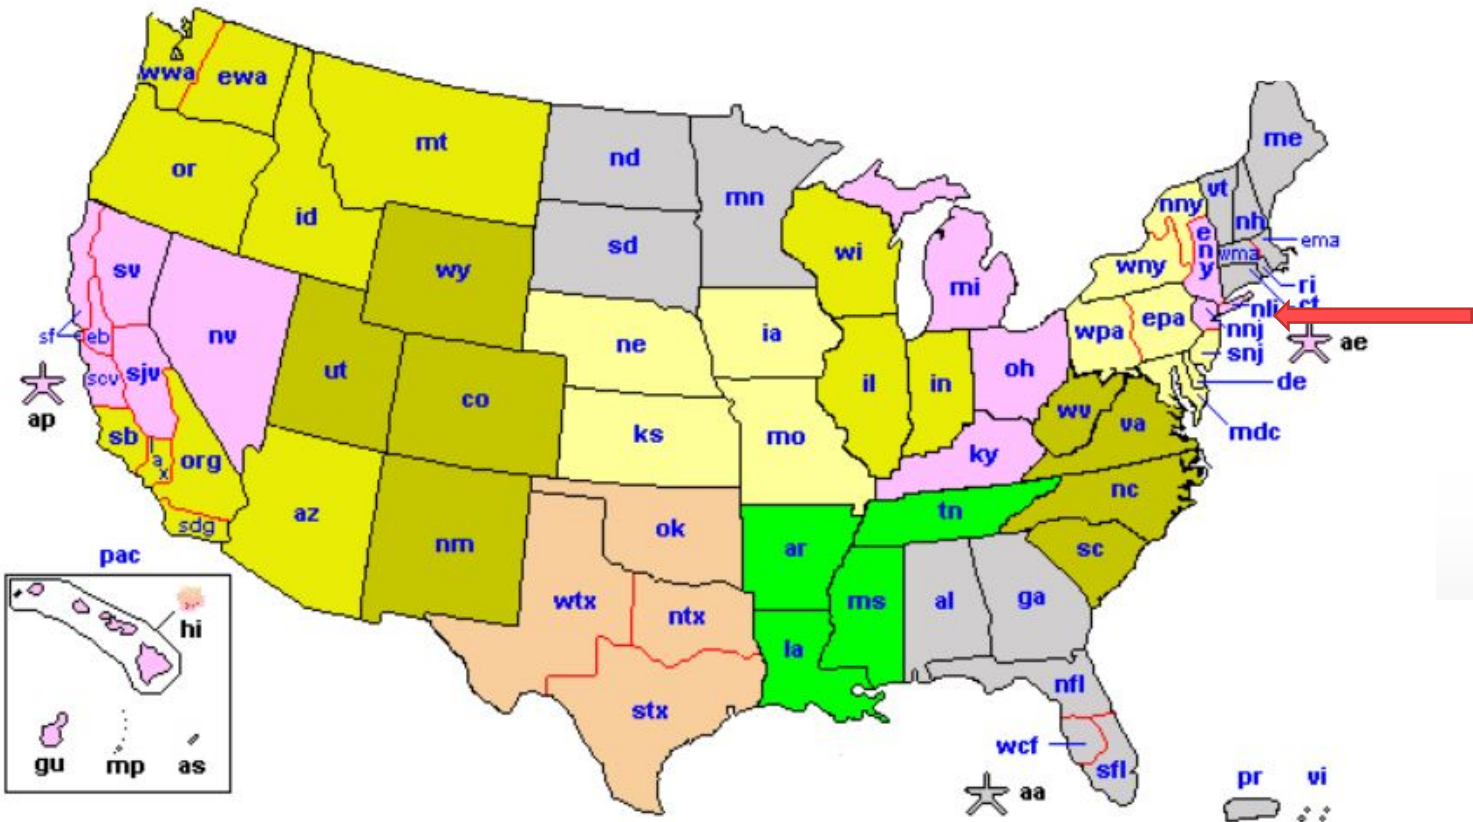 wwa
ewa
mt
nd
mn
me
or
id
sd
wi
vt
nny
nh
e
n
y
ema
wma
wny
ri
ct
sv
wy
mi
nli
nnj
snj
ae
epa
wpa
sf
eb
nv
ne
ia
scv
sjv
ut
co
il
in
oh
de
ap
sb
a
x
org
ks
mo
wv
va
mdc
ky
sdg
az
nm
ok
ar
tn
nc
sc
pac
hi
wtx
ntx
ms
al
ga
la
stx
nfl
wcf
sfl
gu
mp
as
aa
pr
vi